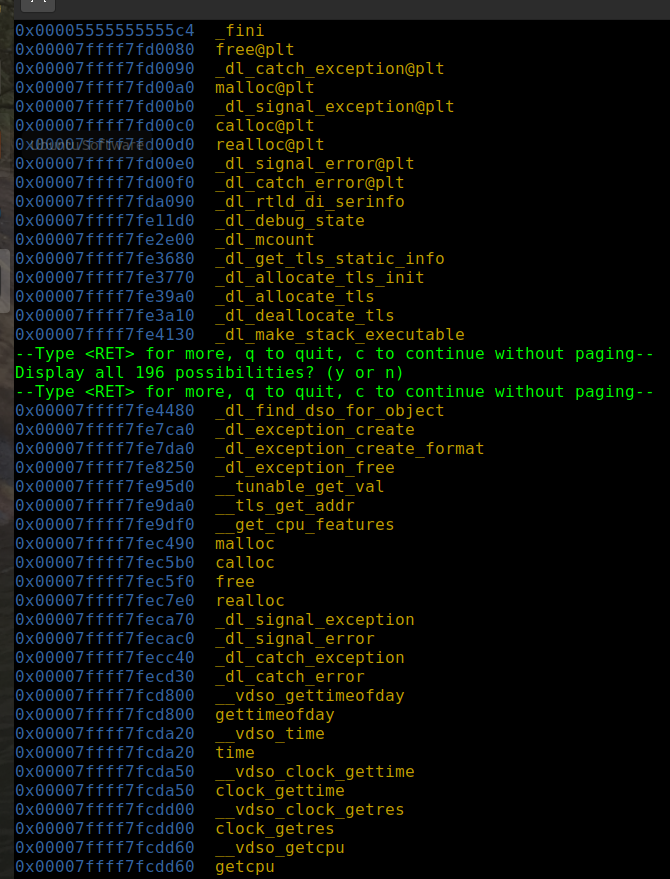 0x00005555555555c4  _fini
0x00007ffff7fd0080  free@plt
0x00007ffff7fd0090  _dl_catch_exception@plt
0x00007ffff7fd00a0  malloc@plt
0x00007ffff7fd00b0  _dl_signal_exception@plt
0x00007ffff7fd00c0  calloc@plt
0x00007ffff7fd00d0  realloc@plt
Ubuntu Software
0x00007ffff7fd00e0  _dl_signal_error@plt
0x00007ffff7fd00f0  _dl_catch_error@plt
0x00007ffff7fda090  _dl_rtld_di_serinfo
0x00007ffff7fe11d0  _dl_debug_state
0x00007ffff7fe2e00  _dl_mcount
0x00007ffff7fe3680  _dl_get_tls_static_info
0x00007ffff7fe3770  _dl_allocate_tls_init
0x00007ffff7fe39a0  _dl_allocate_tls
0x00007ffff7fe3a10  _dl_deallocate_tls
0x00007ffff7fe4130  _dl_make_stack_executable
--Type <RET> for more, q to quit, c to continue without paging--
Display all 196 possibilities? (y or n)
--Type <RET> for more, q to quit, c to continue without paging--
0x00007ffff7fe4480  _dl_find_dso_for_object
0x00007ffff7fe7ca0  _dl_exception_create
0x00007ffff7fe7da0  _dl_exception_create_format
0x00007ffff7fe8250  _dl_exception_free
0x00007ffff7fe95d0  __tunable_get_val
0x00007ffff7fe9da0  __tls_get_addr
0x00007ffff7fe9df0  __get_cpu_features
0x00007ffff7fec490  malloc
0x00007ffff7fec5b0  calloc
0x00007ffff7fec5f0  free
0x00007ffff7fec7e0  realloc
0x00007ffff7feca70  _dl_signal_exception
0x00007ffff7fecac0  _dl_signal_error
0x00007ffff7fecc40  _dl_catch_exception
0x00007ffff7fecd30  _dl_catch_error
0x00007ffff7fcd800  __vdso_gettimeofday
0x00007ffff7fcd800  gettimeofday
0x00007ffff7fcda20  __vdso_time
0x00007ffff7fcda20  time
0x00007ffff7fcda50  __vdso_clock_gettime
0x00007ffff7fcda50  clock_gettime
0x00007ffff7fcdd00  __vdso_clock_getres
0x00007ffff7fcdd00  clock_getres
0x00007ffff7fcdd60  __vdso_getcpu
0x00007ffff7fcdd60  getcpu